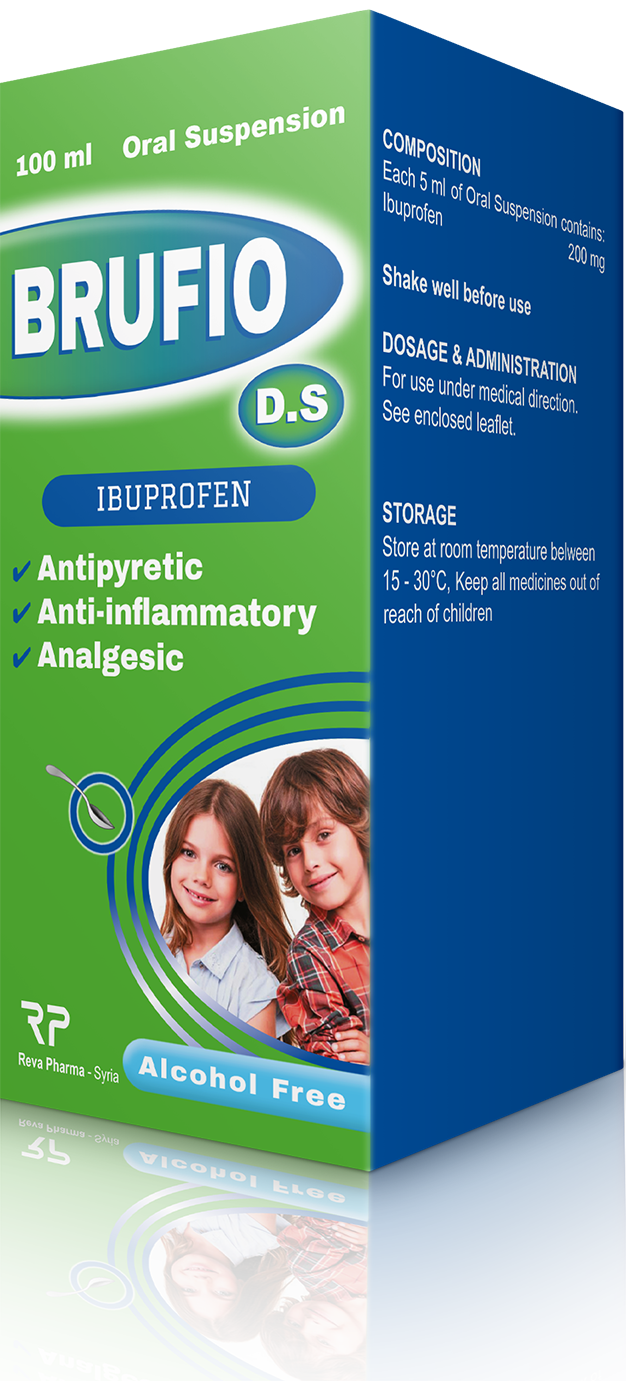 100 ml Oral Suspension
BRUFIO
D.S
IBUPROFEN
Antipyretic
Anti-inflammatory
Analgesic
RP
Reva Pharma - Syria
Alcohol Free
COMPOSITION
Each 5 ml of Oral Suspension contains:
Ibuprofen 200 mg
Shake well before use
DOSAGE & ADMINISTRATION
For use under medical direction.
See enclosed leaflet.
STORAGE
Store at room temperature between
15 - 30°C, Keep all medicines out of
reach of children